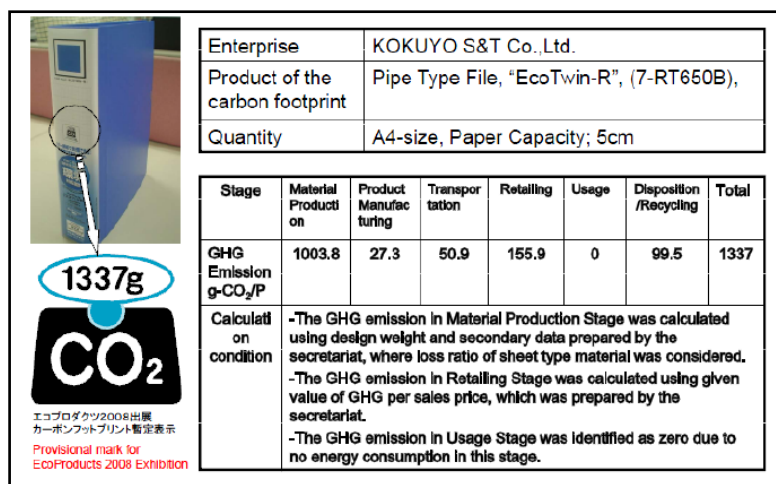 Enterprise
KOKUYO S&T Co.,Ltd.
Product of the
carbon footprint
Pipe Type File, "EcoTwin-R", (7-RT650B),
Quantity
A4-size, Paper Capacity; 5cm
Stage
Material
Producti
on
Product
Manufac
turing
Transpor
tation
Retailing
Usage
Disposition
/Recycling
Total
GHG
Emission
g-CO₂/P
1003.8
27.3
50.9
155.9
0
99.5
1337
Calculati
on
condition
-The GHG emission in Material Production Stage was calculated
using design weight and secondary data prepared by the
secretariat, where loss ratio of sheet type material was considered.
-The GHG emission in Retailing Stage was calculated using given
value of GHG per sales price, which was prepared by the
secretariat.
-The GHG emission in Usage Stage was identified as zero due to
no energy consumption in this stage.
1337g
CO₂
エコプロダクツ2008出展
カーボンフットプリント暫定表示
Provisional mark for
EcoProducts 2008 Exhibition